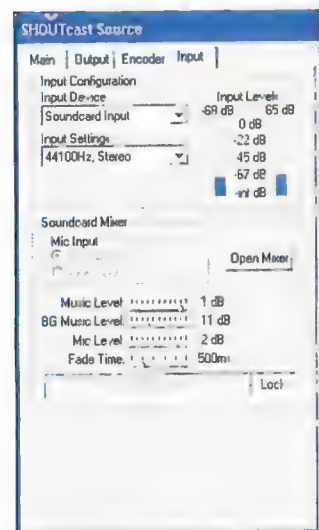 SHOUTcast Source
Main Output Encoder Input
Input Configuration
Input Device Input Levels
Soundcard Input -68 dB 65 dB
0 dB
Input Settings -22 dB
44100Hz, Stereo 45 dB
-67 dB
-inf dB
Soundcard Mixer
Mic Input
Open Mixer
Music Level: 1 dB
BG Music Level: 11 dB
Mic Level: 2 dB
Fade Time: 500ms
Lock